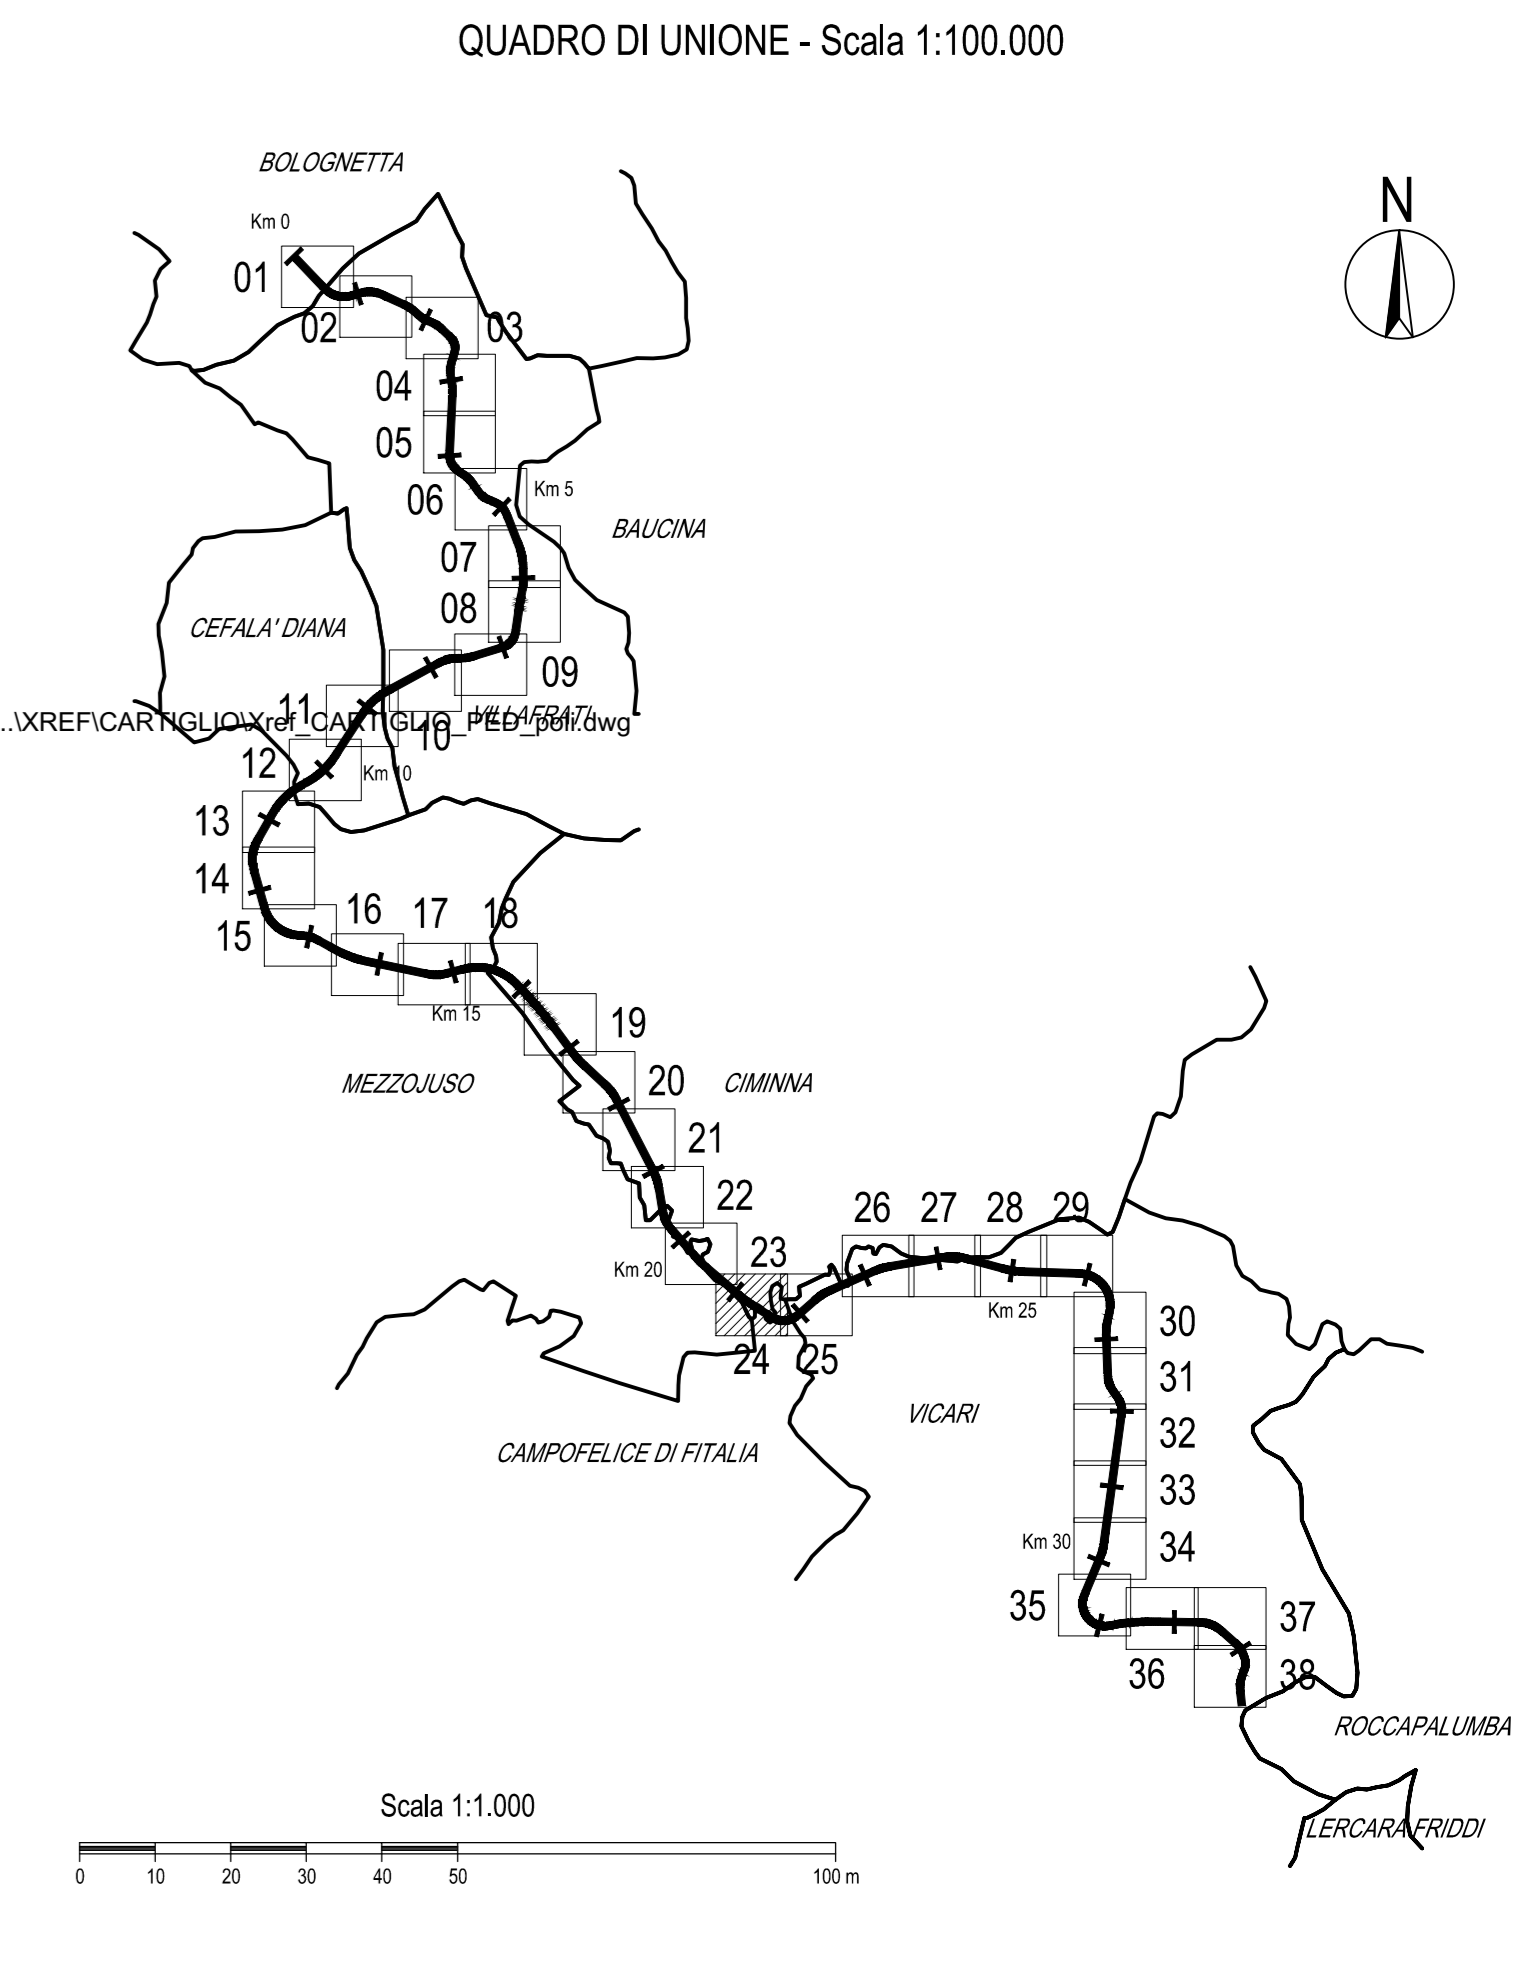 QUADRO DI UNIONE - Scala 1:100.000
BOLOGNETTA
N
Km 0
01
02
03
04
05
06
Km 5
BAUCINA
07
08
CEFALA' DIANA
09
11
VILLAFRATI
..\XREF\CARTIGLIO\Xref_CARTIGLIO_PED_poli.dwg
10
12
Km 10
13
14
15
16
17
18
Km 15
19
MEZZOJUSO
CIMINNA
20
21
22
26
27
28
29
23
Km 20
Km 25
30
24
25
31
VICARI
32
CAMPOFELICE DI FITALIA
33
Km 30
34
35
37
36
38
ROCCAPALUMBA
LERCARA FRIDDI
Scala 1:1.000
0 10 20 30 40 50 100 m